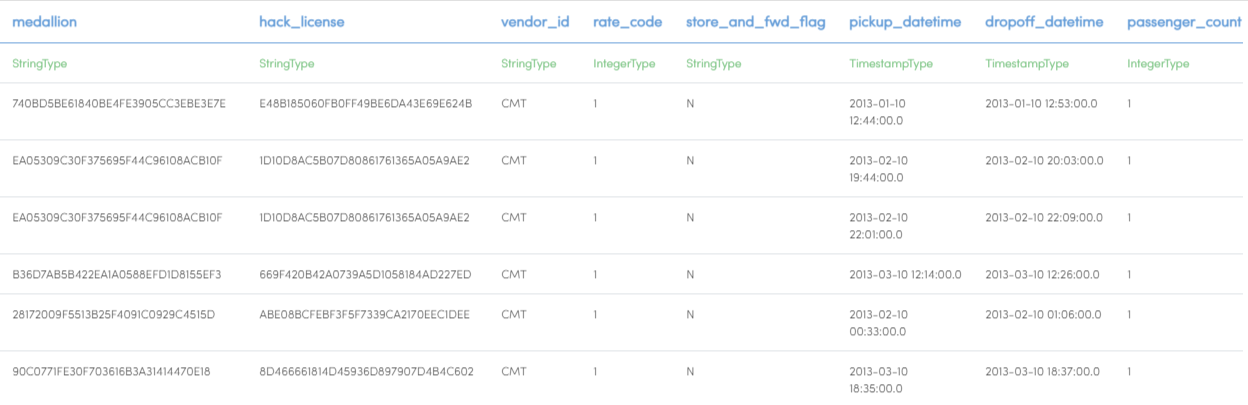 medallion hack_license vendor_id rate_code store_and_fwd_flag pickup_datetime dropoff_datetime passenger_count
StringType StringType StringType IntegerType StringType TimestampType TimestampType IntegerType
740BD5BE61840BE4FE3905CC3EBE3E7E E48B185060FB0FF49BE6DA43E69E624B CMT 1 N 2013-01-10 2013-01-10 12:53:00.0 1
12:44:00.0
EA05309C30F375695F44C96108ACB10F 1D10D8AC5B07D80861761365A05A9AE2 CMT 1 N 2013-02-10 2013-02-10 20:03:00.0 1
19:44:00.0
EA05309C30F375695F44C96108ACB10F 1D10D8AC5B07D80861761365A05A9AE2 CMT 1 N 2013-02-10 2013-02-10 22:09:00.0 1
22:01:00.0
B36D7AB5B422EA1A0588EFD1D8155EF3 669F420B42A0739A5D1058184AD227ED CMT 1 N 2013-03-10 12:14:00.0 2013-03-10 12:26:00.0 1
28172009F5513B25F4091C0929C4515D ABE08BCFEBF3F5F7339CA2170EEC1DEE CMT 1 N 2013-02-10 2013-02-10 01:06:00.0 1
00:33:00.0
90C0771FE30F703616B3A31414470E18 8D466661814D45936D897907D4B4C602 CMT 1 N 2013-03-10 2013-03-10 18:37:00.0 1
18:35:00.0